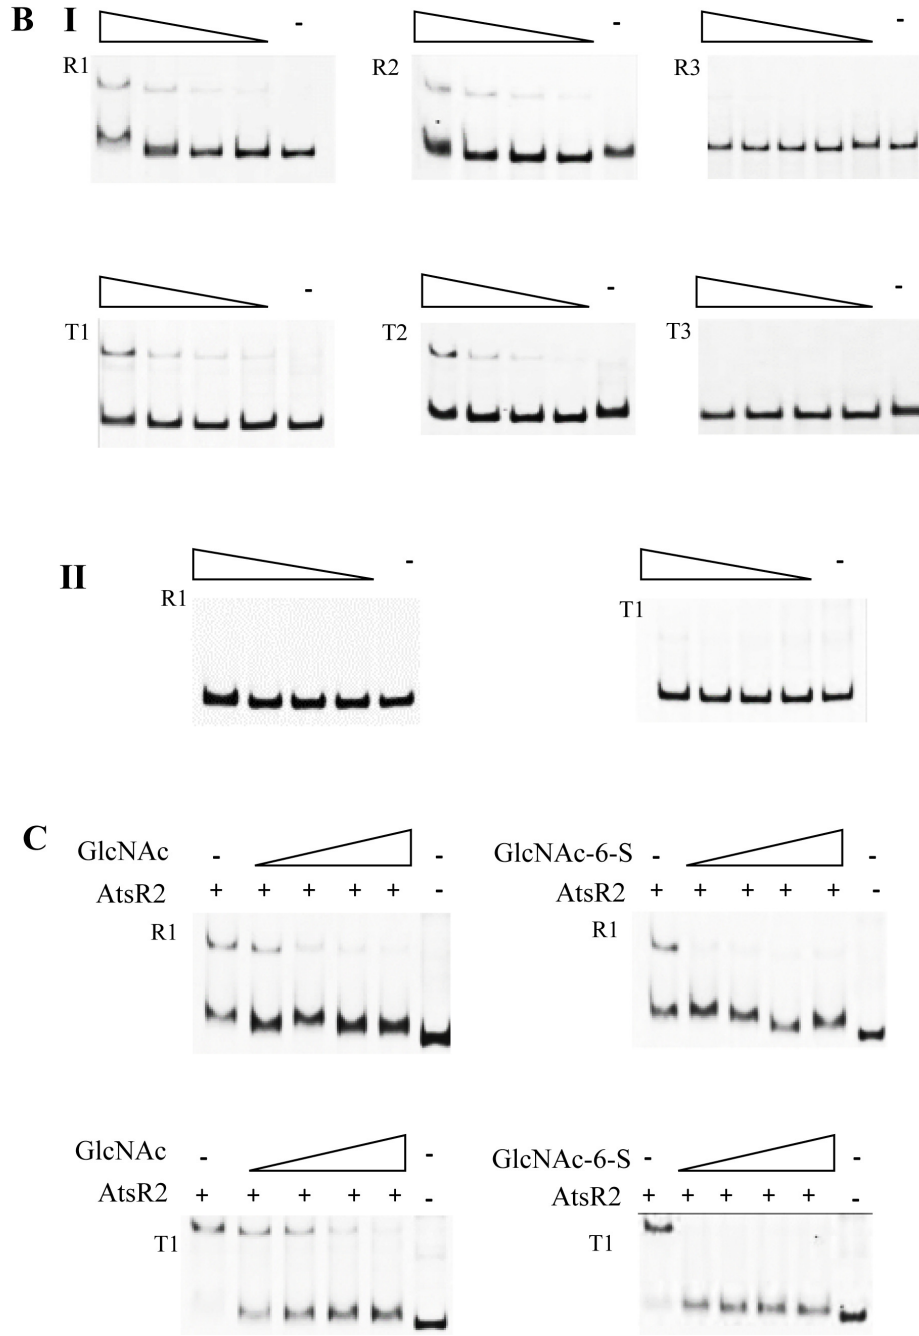 B I - - -
R1 R2 R3
- - -
T1 T2 T3
II - -
R1 T1
C
GlcNAc - - GlcNAc-6-S - -
AtsR2 + + + + + - AtsR2 + + + + + -
R1 R1
GlcNAc - - GlcNAc-6-S - -
AtsR2 + + + + + - AtsR2 + + + + + -
T1 T1